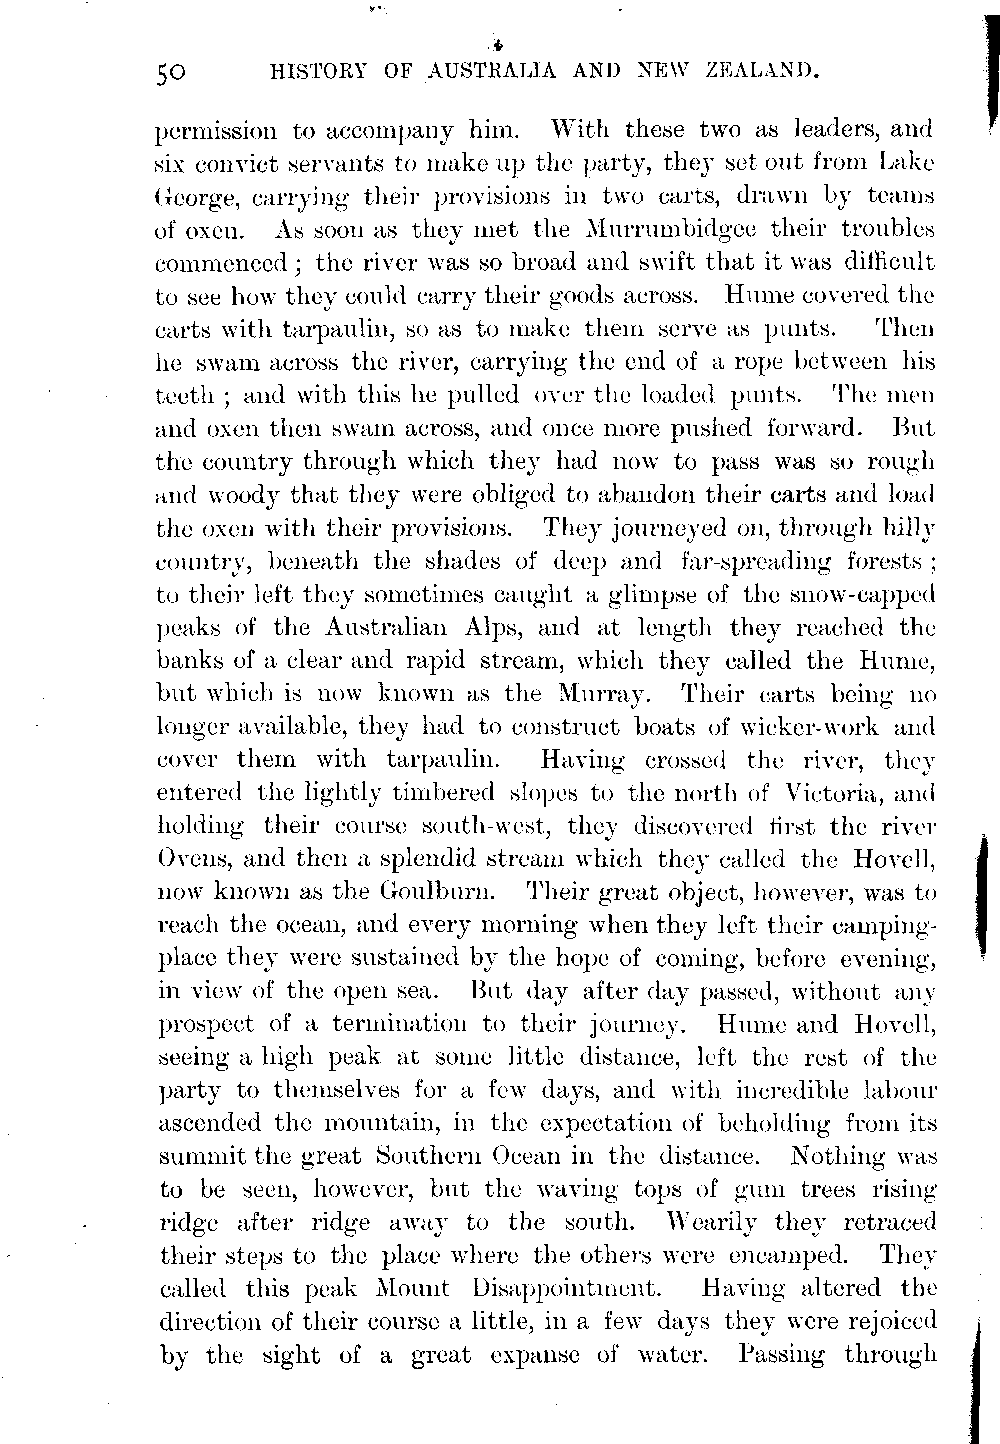 50 HISTORY OF AUSTRALIA AND NEW ZEALAND.
permission to accompany him. With these two as leaders, and
six convict servants to make up the party, they set out from Lake
George, carrying their provisions in two carts, drawn by teams
of oxen. As soon as they met the Murrumbidgee their troubles
commenced ; the river was so broad and swift that it was difficult
to see how they could carry their goods across. Hume covered the
carts with tarpaulin, so as to make them serve as punts. Then
he swam across the river, carrying the end of a rope between his
teeth ; and with this he pulled over the loaded punts. The men
and oxen then swam across, and once more pushed forward. But
the country through which they had now to pass was so rough
and woody that they were obliged to abandon their carts and load
the oxen with their provisions. They journeyed on, through hilly
country, beneath the shades of deep and far-spreading forests ;
to their left they sometimes caught a glimpse of the snow-capped
peaks of the Australian Alps, and at length they reached the
banks of a clear and rapid stream, which they called the Hume,
but which is now known as the Murray. Their carts being no
longer available, they had to construct boats of wicker-work and
cover them with tarpaulin. Having crossed the river, they
entered the lightly timbered slopes to the north of Victoria, and
holding their course south-west, they discovered first the river
Ovens, and then a splendid stream which they called the Hovell,
now known as the Goulburn. Their great object, however, was to
reach the ocean, and every morning when they left their camping-
place they were sustained by the hope of coming, before evening,
in view of the open sea. But day after day passed, without any
prospect of a termination to their journey. Hume and Hovell,
seeing a high peak at some little distance, left the rest of the
party to themselves for a few days, and with incredible labour
ascended the mountain, in the expectation of beholding from its
summit the great Southern Ocean in the distance. Nothing was
to be seen, however, but the waving tops of gum trees rising
ridge after ridge away to the south. Wearily they retraced
their steps to the place where the others were encamped. They
called this peak Mount Disappointment. Having altered the
direction of their course a little, in a few days they were rejoiced
by the sight of a great expanse of water. Passing through